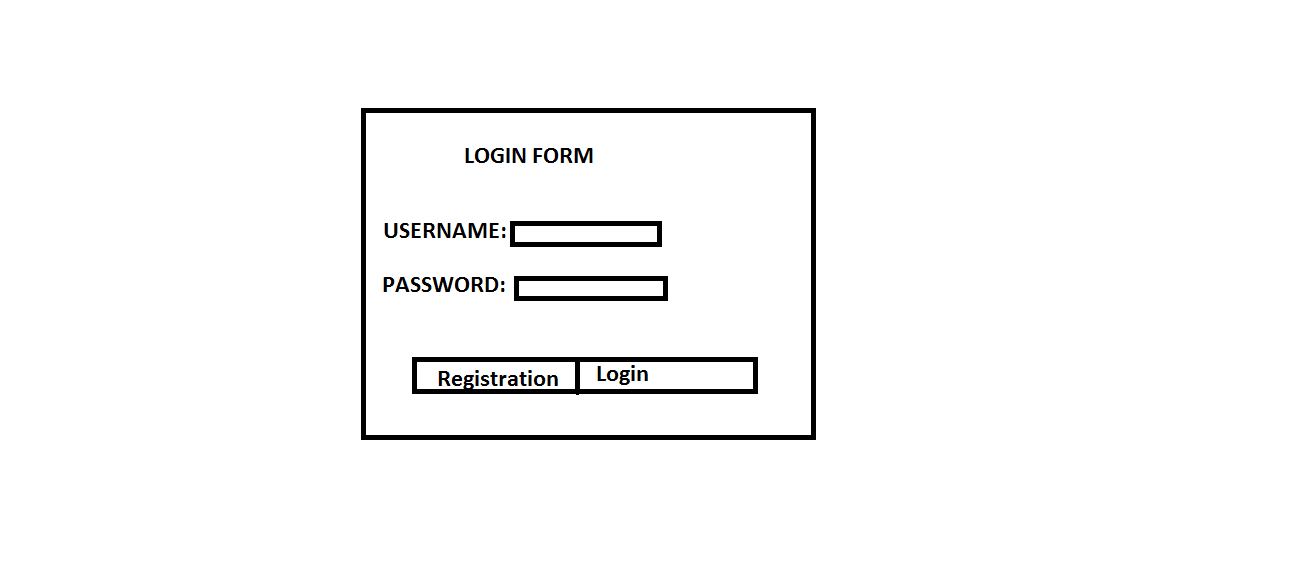 LOGIN FORM
USERNAME:
PASSWORD:
Registration Login